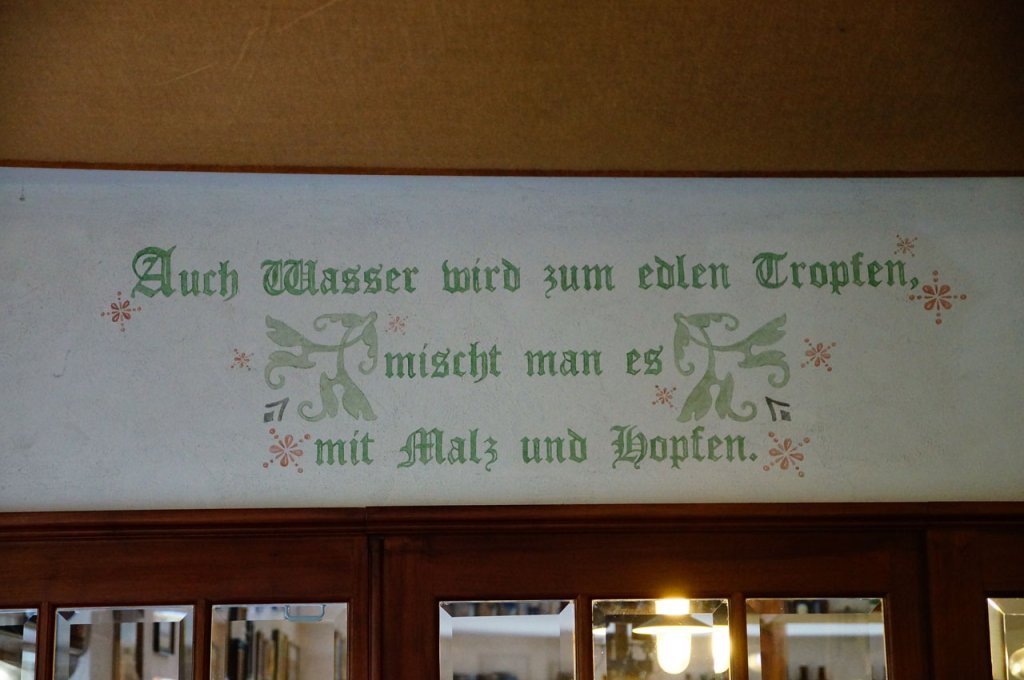 Auch Wasser wird zum edlen Tropfen,
mischt man es
mit Malz und Hopfen.